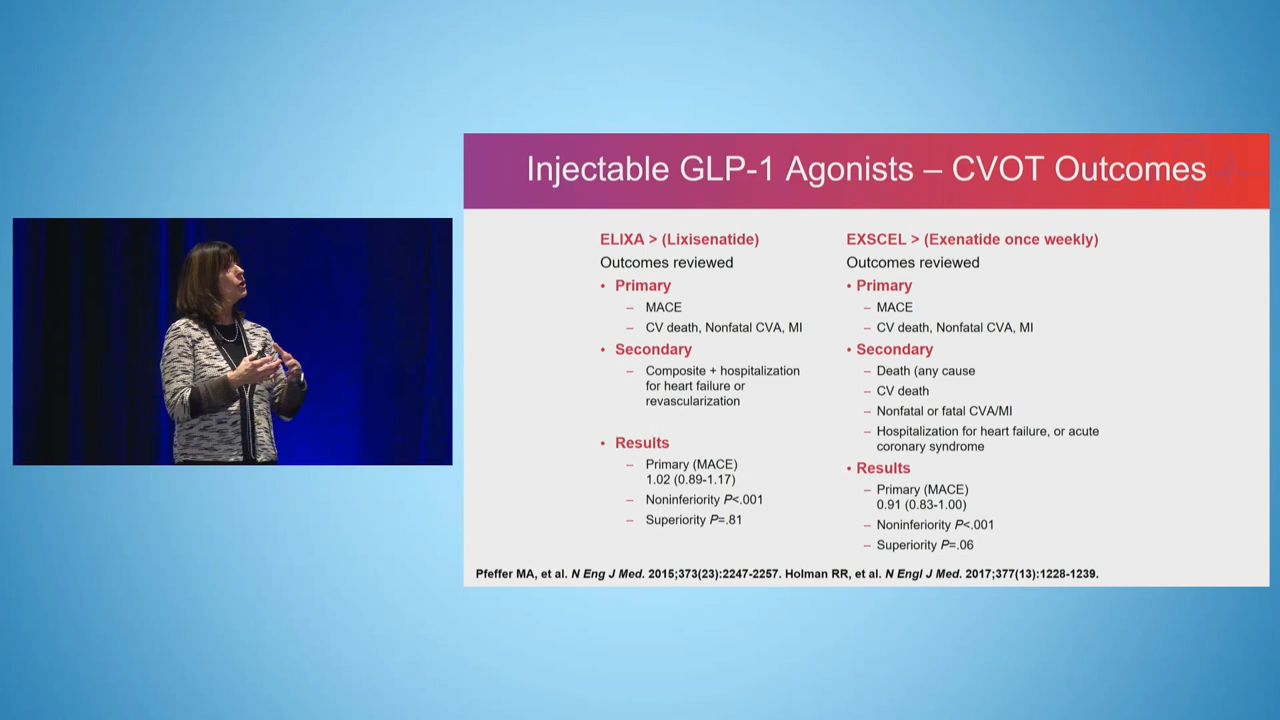 Injectable GLP-1 Agonists – CVOT Outcomes
ELIXA > (Lixisenatide)
Outcomes reviewed
• Primary
– MACE
– CV death, Nonfatal CVA, MI
• Secondary
– Composite + hospitalization
for heart failure or
revascularization
• Results
– Primary (MACE)
1.02 (0.89-1.17)
– Noninferiority P<.001
– Superiority P=.81
EXSCEL > (Exenatide once weekly)
Outcomes reviewed
• Primary
– MACE
– CV death, Nonfatal CVA, MI
• Secondary
– Death (any cause
– CV death
– Nonfatal or fatal CVA/MI
– Hospitalization for heart failure, or acute
coronary syndrome
• Results
– Primary (MACE)
0.91 (0.83-1.00)
– Noninferiority P<.001
– Superiority P=.06
Pfeffer MA, et al. N Eng J Med. 2015;373(23):2247-2257. Holman RR, et al. N Engl J Med. 2017;377(13):1228-1239.